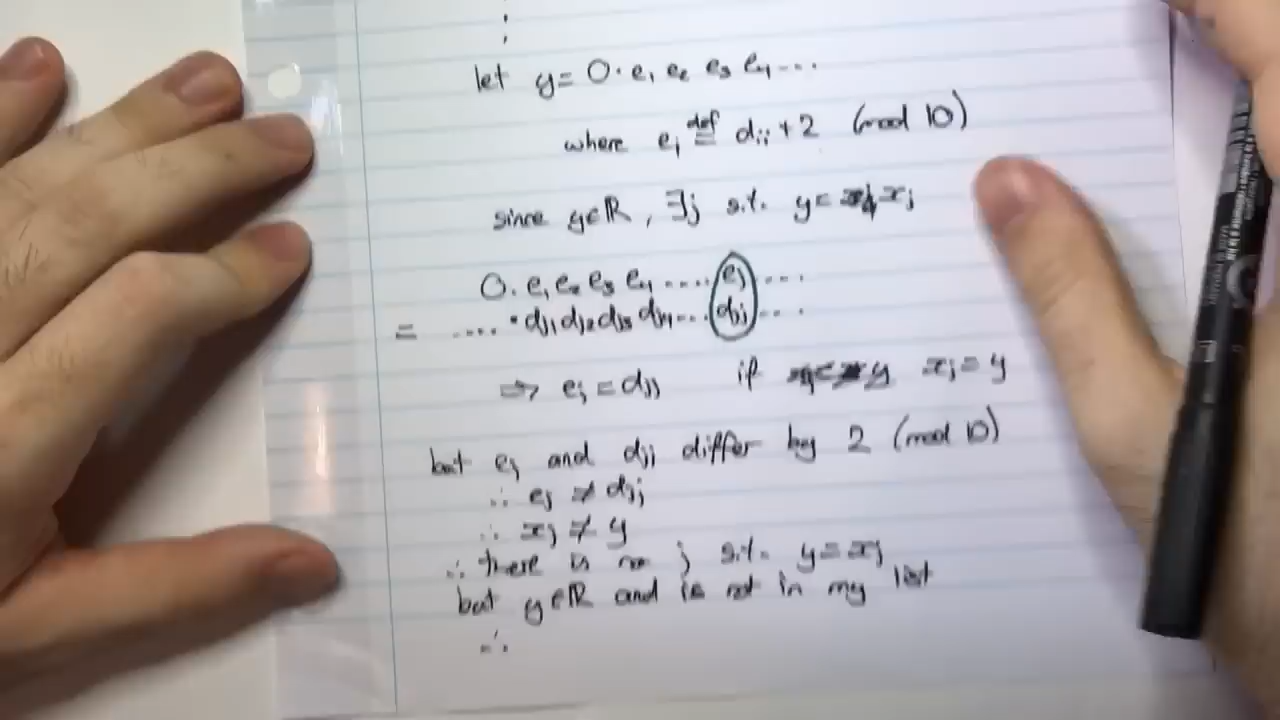 let y = 0. e₁ e₂ e₃ e₄ ...
where eⱼ ≝ dⱼⱼ + 2 (mod 10)
since y∈ℝ, ∃j s.t. y = xⱼ
0. e₁ e₂ e₃ e₄ ..... eⱼ ...
= .... . dⱼ₁ dⱼ₂ dⱼ₃ dⱼ₄ ... dⱼⱼ ...
⇒ eⱼ = dⱼⱼ if xⱼ = y
but eⱼ and dⱼⱼ differ by 2 (mod 10)
∴ eⱼ ≠ dⱼⱼ
∴ xⱼ ≠ y
∴ there is no j s.t. y = xⱼ
but y∈ℝ and is not in my list
∴